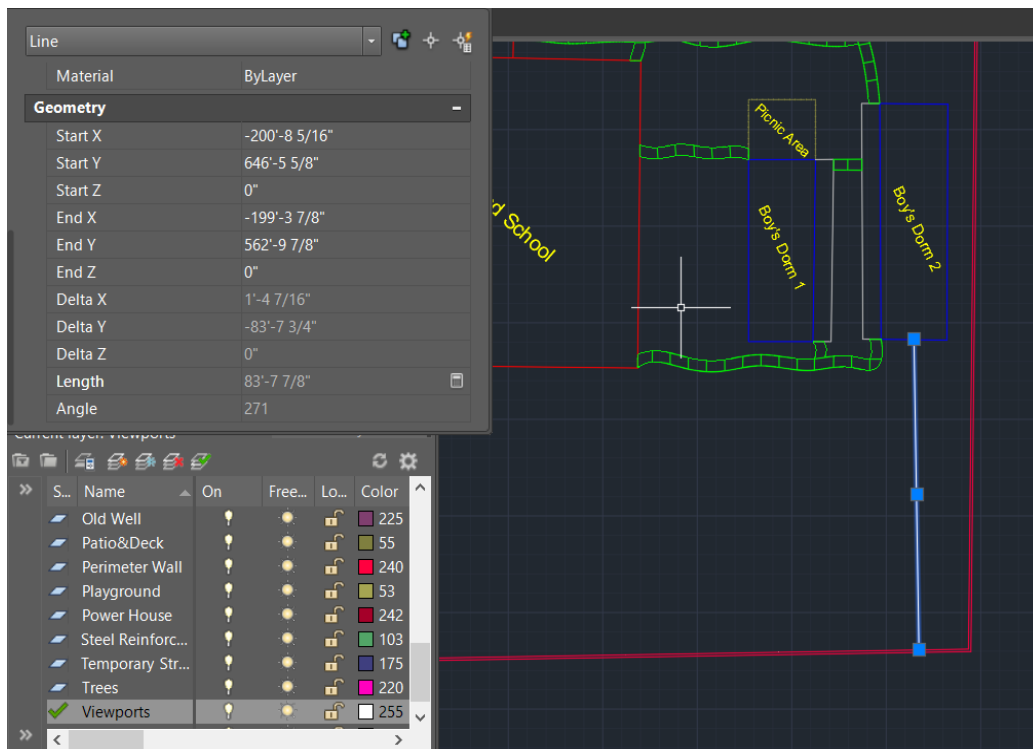 Line
Material ByLayer
Geometry
Start X -200'-8 5/16"
Start Y 646'-5 5/8"
Start Z 0"
End X -199'-3 7/8"
End Y 562'-9 7/8"
End Z 0"
Delta X 1'-4 7/16"
Delta Y -83'-7 3/4"
Delta Z 0"
Length 83'-7 7/8"
Angle 271
Current layer: Viewports
S... Name On Free... Lo... Color
Old Well 225
Patio&Deck 55
Perimeter Wall 240
Playground 53
Power House 242
Steel Reinforc... 103
Temporary Str... 175
Trees 220
Viewports 255
Picnic Area
School
Boy's Dorm 1
Boy's Dorm 2